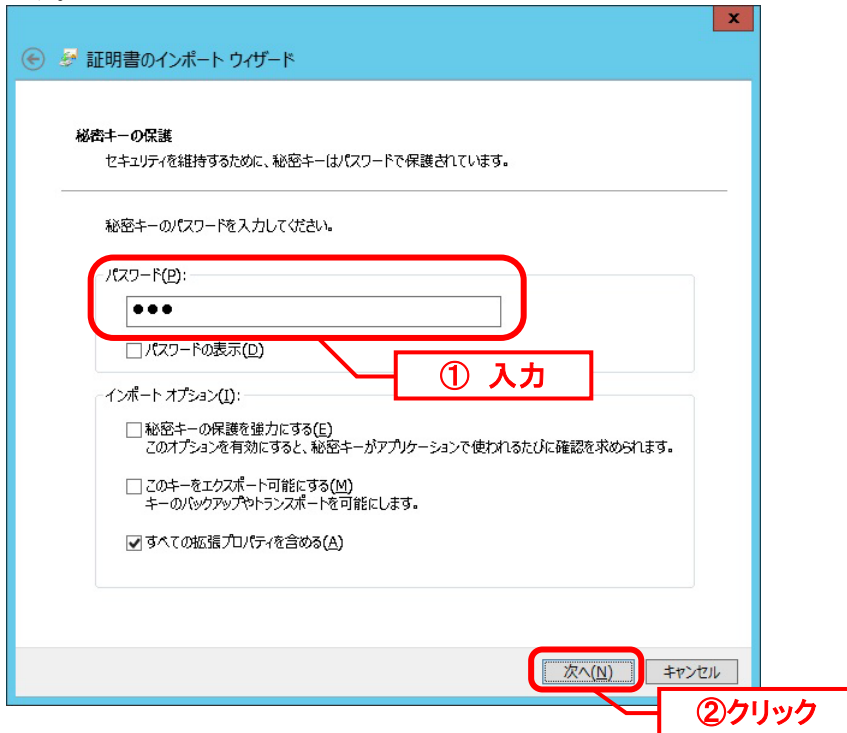 x
証明書のインポート ウィザード
秘密キーの保護
セキュリティを維持するために、秘密キーはパスワードで保護されています。
秘密キーのパスワードを入力してください。
パスワード(P):
●●●
パスワードの表示(D)
① 入力
インポート オプション(I):
秘密キーの保護を強力にする(E)
このオプションを有効にすると、秘密キーがアプリケーションで使われるたびに確認を求められます。
このキーをエクスポート可能にする(M)
キーのバックアップやトランスポートを可能にします。
すべての拡張プロパティを含める(A)
次へ(N)
キャンセル
②クリック